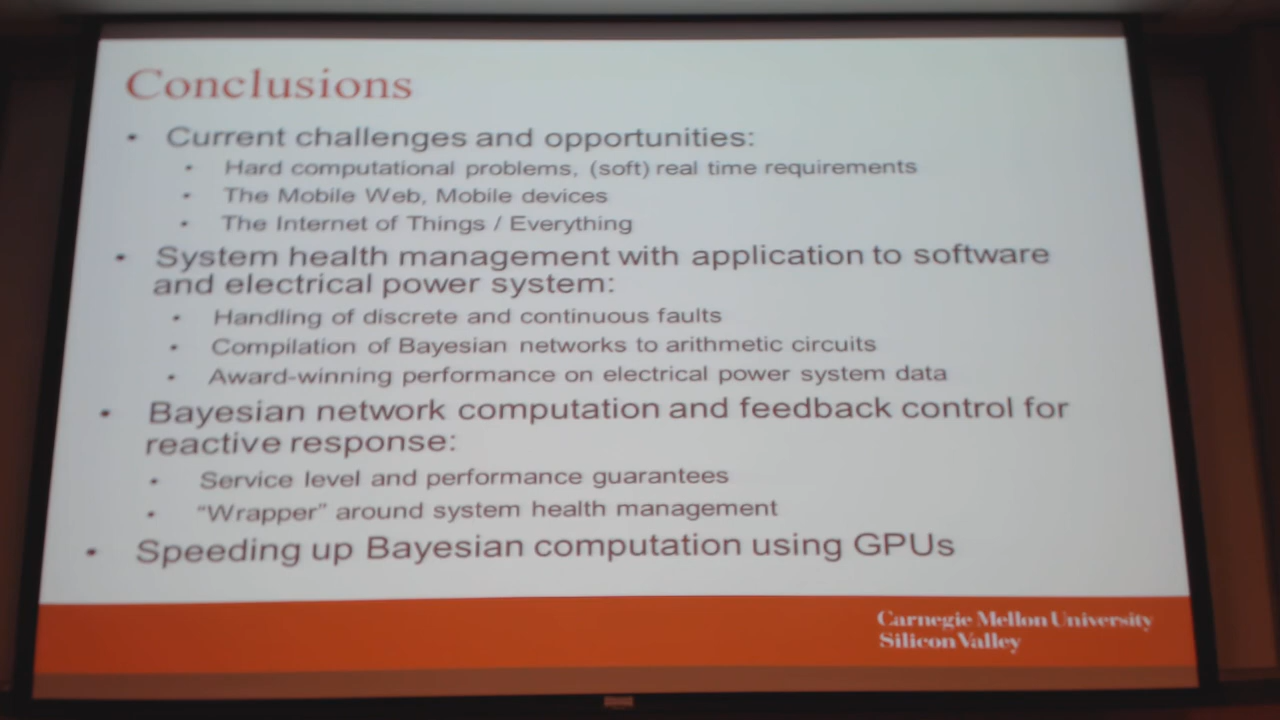 Conclusions
• Current challenges and opportunities:
• Hard computational problems, (soft) real time requirements
• The Mobile Web, Mobile devices
• The Internet of Things / Everything
• System health management with application to software
and electrical power system:
• Handling of discrete and continuous faults
• Compilation of Bayesian networks to arithmetic circuits
• Award-winning performance on electrical power system data
• Bayesian network computation and feedback control for
reactive response:
• Service level and performance guarantees
• “Wrapper” around system health management
• Speeding up Bayesian computation using GPUs
Carnegie Mellon University
Silicon Valley